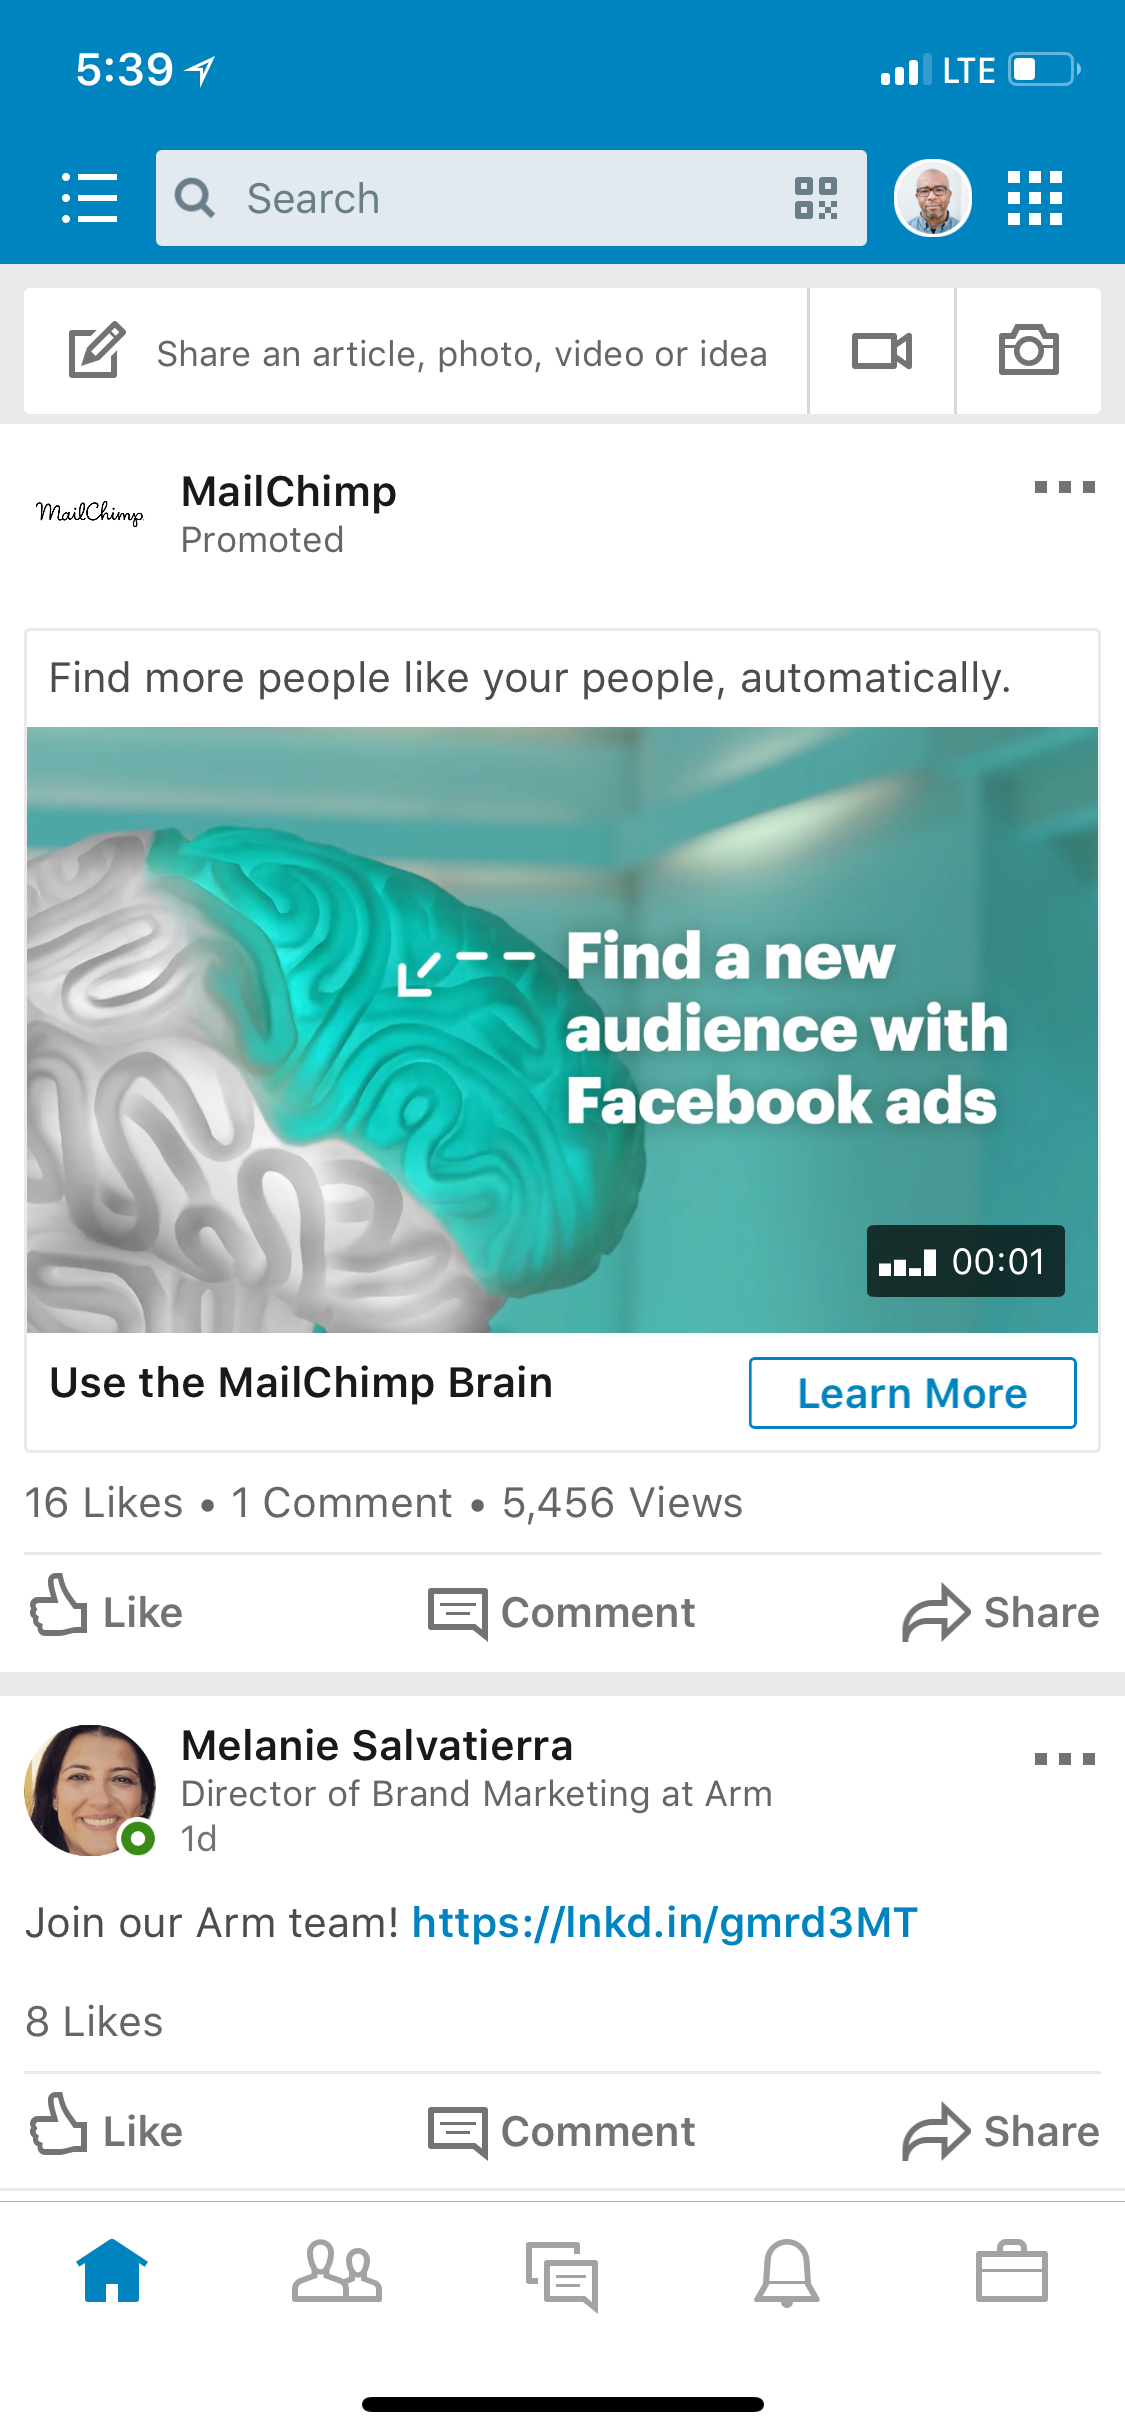 5:39
LTE
Search
Share an article, photo, video or idea
MailChimp
MailChimp
Promoted
Find more people like your people, automatically.
Find a new
audience with
Facebook ads
00:01
Use the MailChimp Brain
Learn More
16 Likes • 1 Comment • 5,456 Views
Like
Comment
Share
Melanie Salvatierra
Director of Brand Marketing at Arm
1d
Join our Arm team! https://lnkd.in/gmrd3MT
8 Likes
Like
Comment
Share